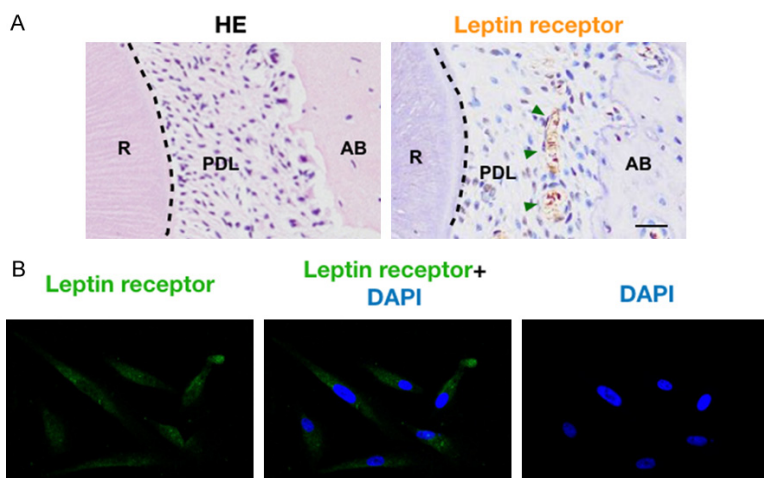 A
HE
Leptin receptor
R
PDL
AB
R
PDL
AB
B
Leptin receptor
Leptin receptor+
DAPI
DAPI